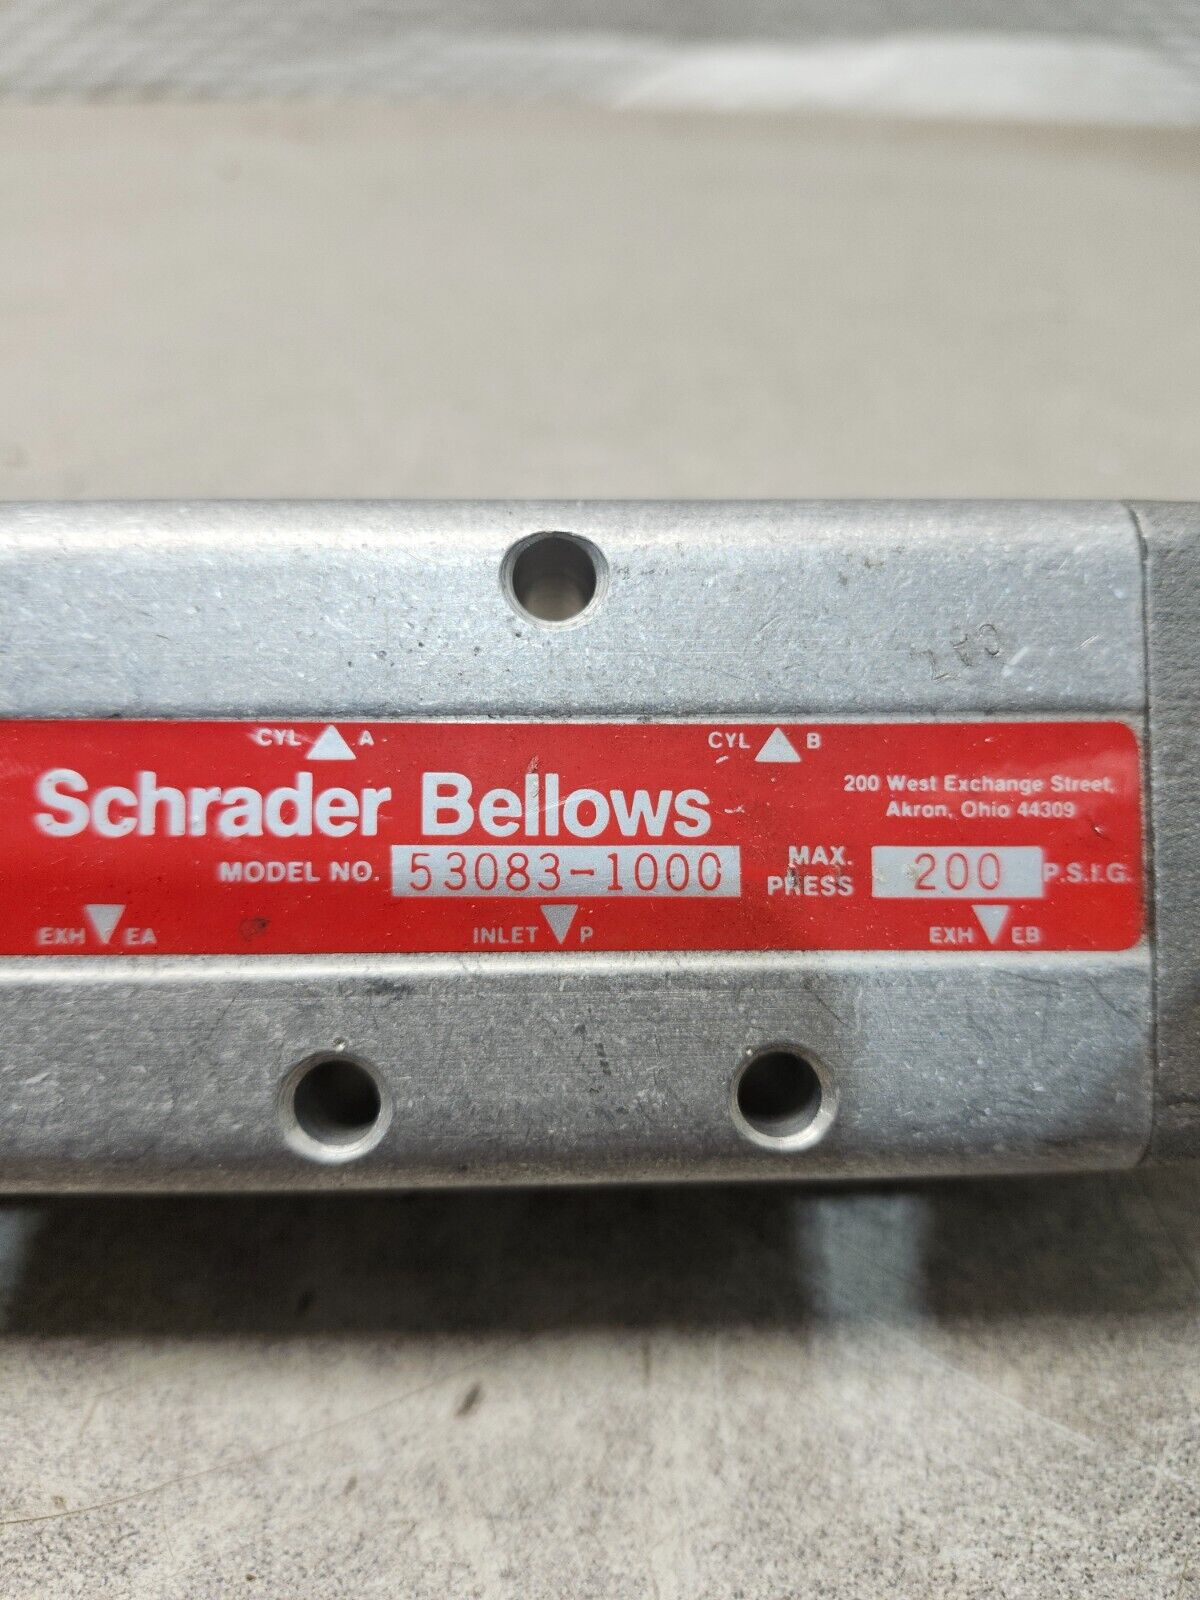 CYL A CYL B
Schrader Bellows
200 West Exchange Street,
Akron, Ohio 44309
MODEL NO. 53083-1000
MAX. PRESS 200 P.S.I.G.
EXH EA INLET P EXH EB